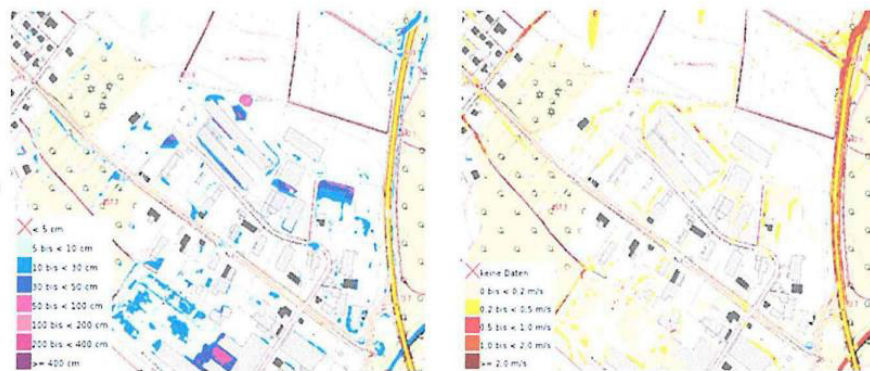 < 5 cm
5 bis < 10 cm
10 bis < 30 cm
30 bis < 50 cm
50 bis < 100 cm
100 bis < 200 cm
200 bis < 400 cm
>= 400 cm
keine Daten
0 bis < 0.2 m/s
0.2 bis < 0.5 m/s
0.5 bis < 1.0 m/s
1.0 bis < 2.0 m/s
>= 2.0 m/s